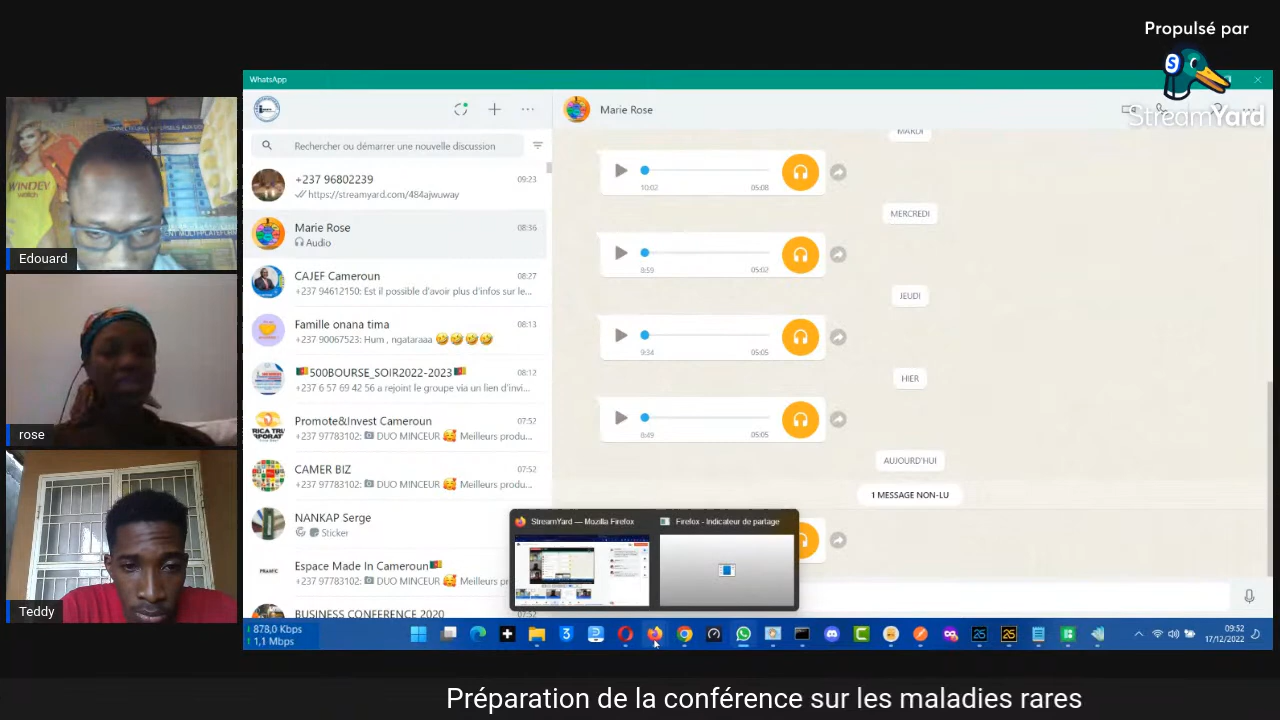 Propulsé par
StreamYard
WINDEV
Edouard
rose
Teddy
WhatsApp
Rechercher ou démarrer une nouvelle discussion
+237 96802239
09:23
https://streamyard.com/484ajwuway
Marie Rose
08:36
Audio
CAJEF Cameroun
08:27
+237 94612150: Est il possible d'avoir plus d'infos sur le...
Famille onana tima
08:13
+237 90067523: Hum , ngataraaa 🤣🤣🤣🤣
🇨🇲500BOURSE_SOIR2022-2023🇨🇲
08:12
+237 6 57 69 42 56 a rejoint le groupe via un lien d'invi...
Promote&Invest Cameroun
07:52
+237 97783102: 📷 DUO MINCEUR 🥰 Meilleurs produ...
CAMER BIZ
07:52
+237 97783102: 📷 DUO MINCEUR 🥰 Meilleurs produ...
NANKAP Serge
Sticker
Espace Made In Cameroun🇨🇲
+237 97783102: 📷 DUO MINCEUR 🥰 Meilleurs
BUSINESS CONFERENCE 2020
Marie Rose
MARDI
10:02
05:08
MERCREDI
8:59
05:02
JEUDI
9:34
05:05
HIER
8:49
05:05
AUJOURD'HUI
1 MESSAGE NON-LU
StreamYard — Mozilla Firefox
Firefox - Indicateur de partage
878,0 Kbps
1,1 Mbps
09:52
17/12/2022
Préparation de la conférence sur les maladies rares